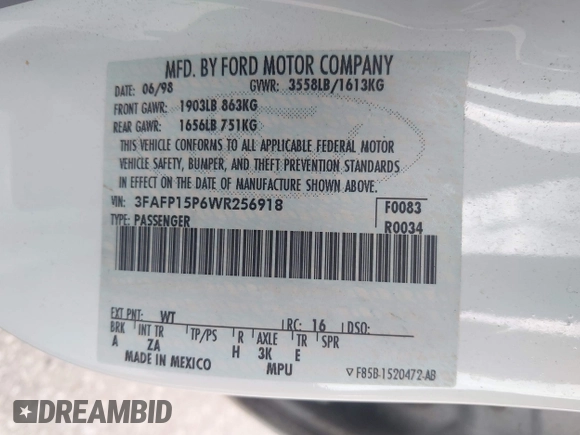 MFD. BY FORD MOTOR COMPANY
DATE: 06/98 GVWR: 3558LB/1613KG
FRONT GAWR: 1903LB 863KG
REAR GAWR: 1656LB 751KG
THIS VEHICLE CONFORMS TO ALL APPLICABLE FEDERAL MOTOR
VEHICLE SAFETY, BUMPER, AND THEFT PREVENTION STANDARDS
IN EFFECT ON THE DATE OF MANUFACTURE SHOWN ABOVE.
VIN: 3FAFP15P6WR256918 F0083
TYPE: PASSENGER R0034
EXT PNT: WT RC: 16 DSO:
BRK INT TR TP/PS R AXLE TR SPR
A ZA H 3K E
MADE IN MEXICO MPU
F85B-1520472-AB
DREAMBID